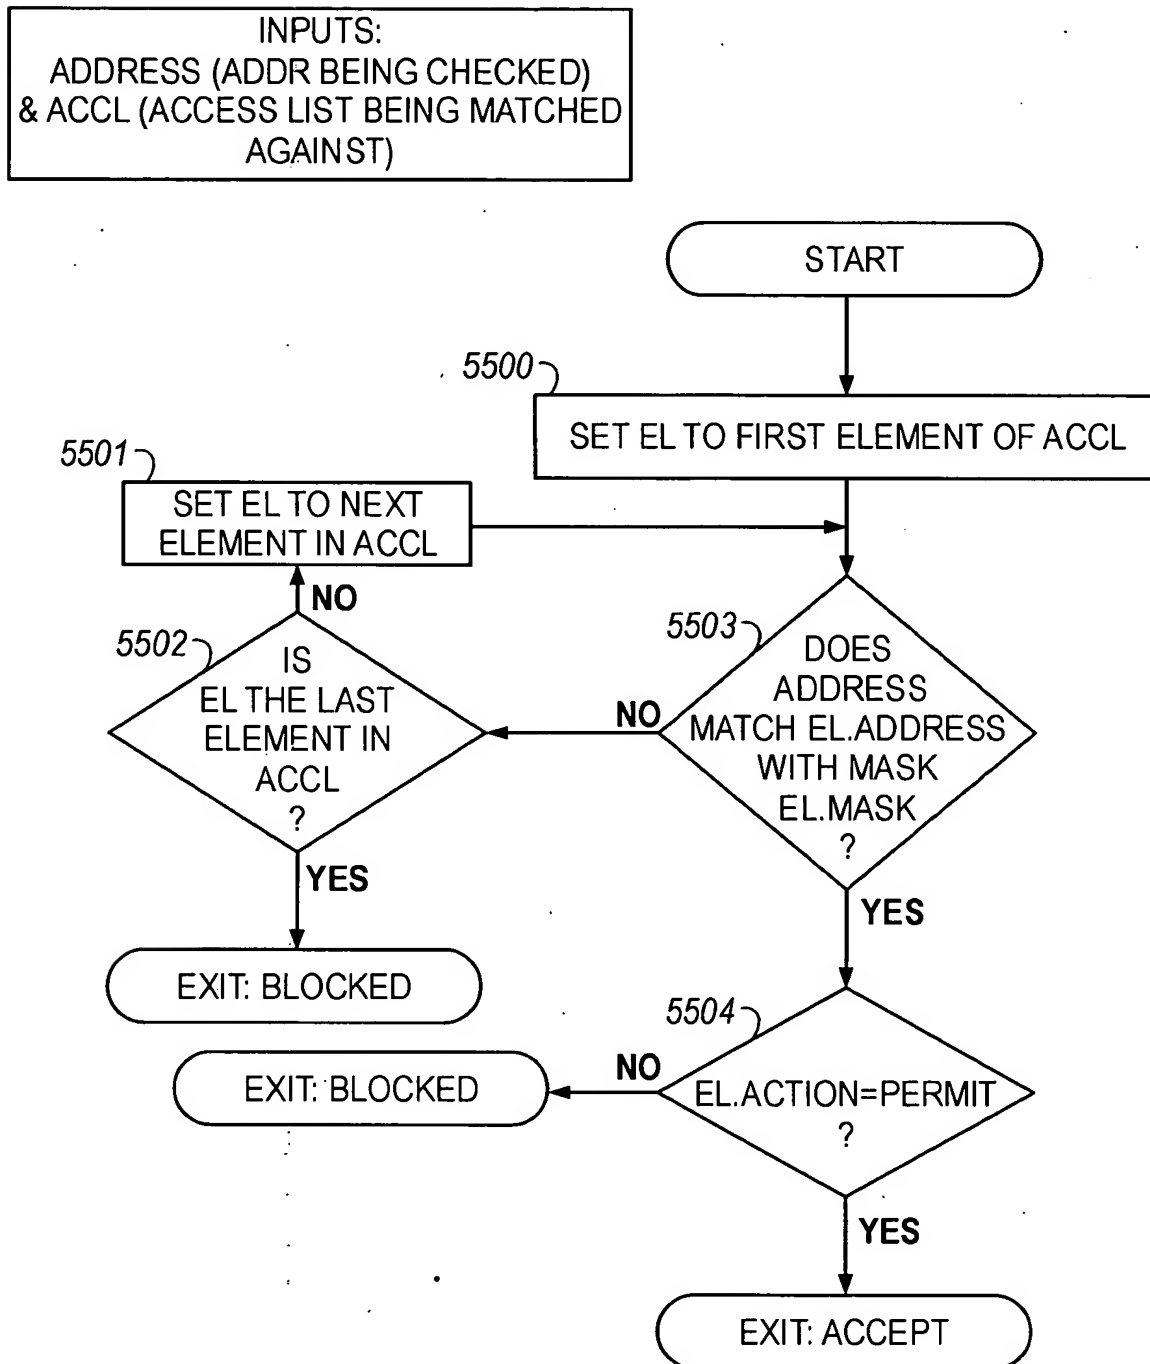 INPUTS:
ADDRESS (ADDR BEING CHECKED)
& ACCL (ACCESS LIST BEING MATCHED
AGAINST)
START
5500
SET EL TO FIRST ELEMENT OF ACCL
5501
SET EL TO NEXT
ELEMENT IN ACCL
NO
5502
IS
EL THE LAST
ELEMENT IN
ACCL
?
5503
DOES
ADDRESS
MATCH EL.ADDRESS
WITH MASK
EL.MASK
?
NO
YES
YES
EXIT: BLOCKED
5504
EL.ACTION=PERMIT
?
NO
EXIT: BLOCKED
YES
EXIT: ACCEPT